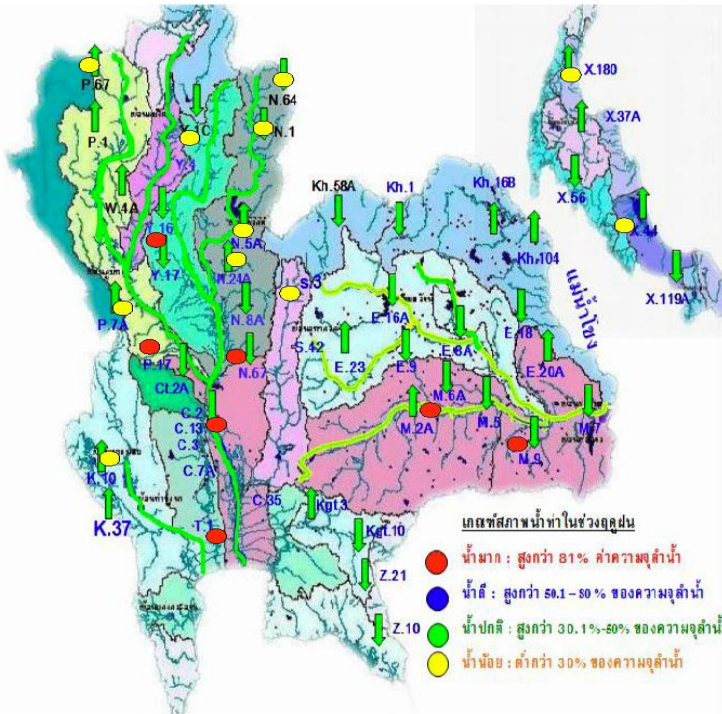 P.67
N.64
P.1
Y.1C
N.1
W.4A
Y.16
Y.17
N.5A
N.24A
N.8A
P.7A
P.17
N.67
Ct.2A
C.2
C.13
C.3
C.7A
C.35
T.1
K.10
K.37
Kh.58A
Kh.1
Kh.16B
Kh.104
แม่น้ำโขง
S.3
S.42
E.23
E.16A
E.9
E.8A
E.18
E.20A
M.6A
M.2A
M.5
M.9
M.7
Kgt.3
Kgt.10
Z.21
Z.10
X.180
X.37A
X.56
X.44
X.119A
เกณฑ์สภาพน้ำท่าในช่วงฤดูฝน
น้ำมาก : สูงกว่า 81% ค่าความจุลำน้ำ
น้ำดี : สูงกว่า 50.1 – 80 % ของความจุลำน้ำ
น้ำปกติ : สูงกว่า 30.1%-50% ของความจุลำน้ำ
น้ำน้อย : ต่ำกว่า 30% ของความจุลำน้ำ